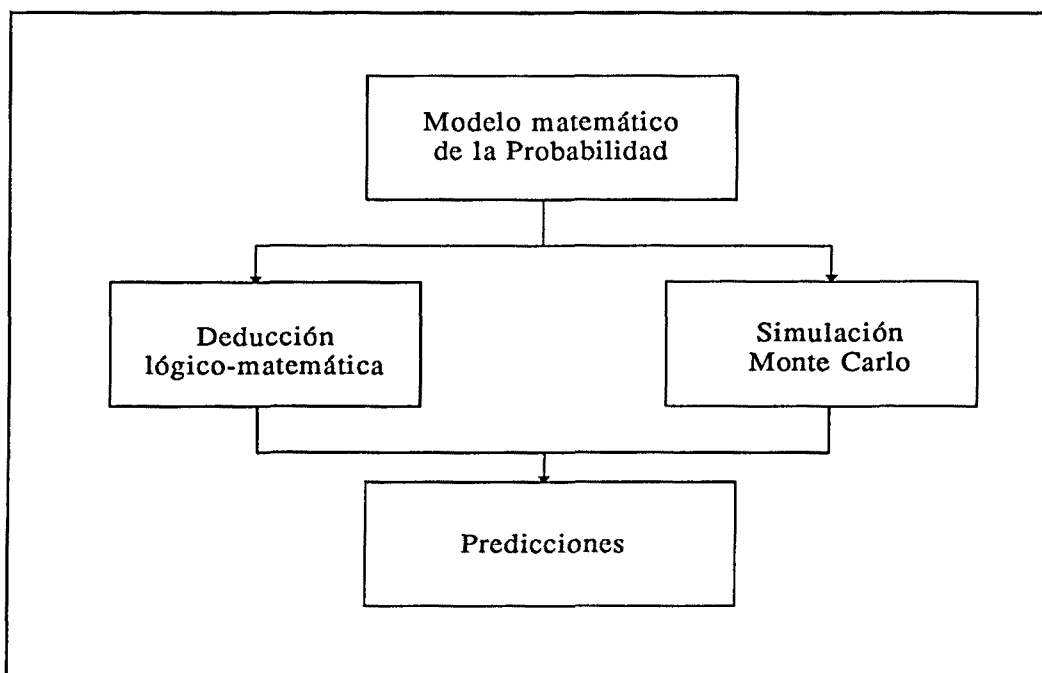 Modelo matemático
de la Probabilidad
Deducción
lógico-matemática
Simulación
Monte Carlo
Predicciones